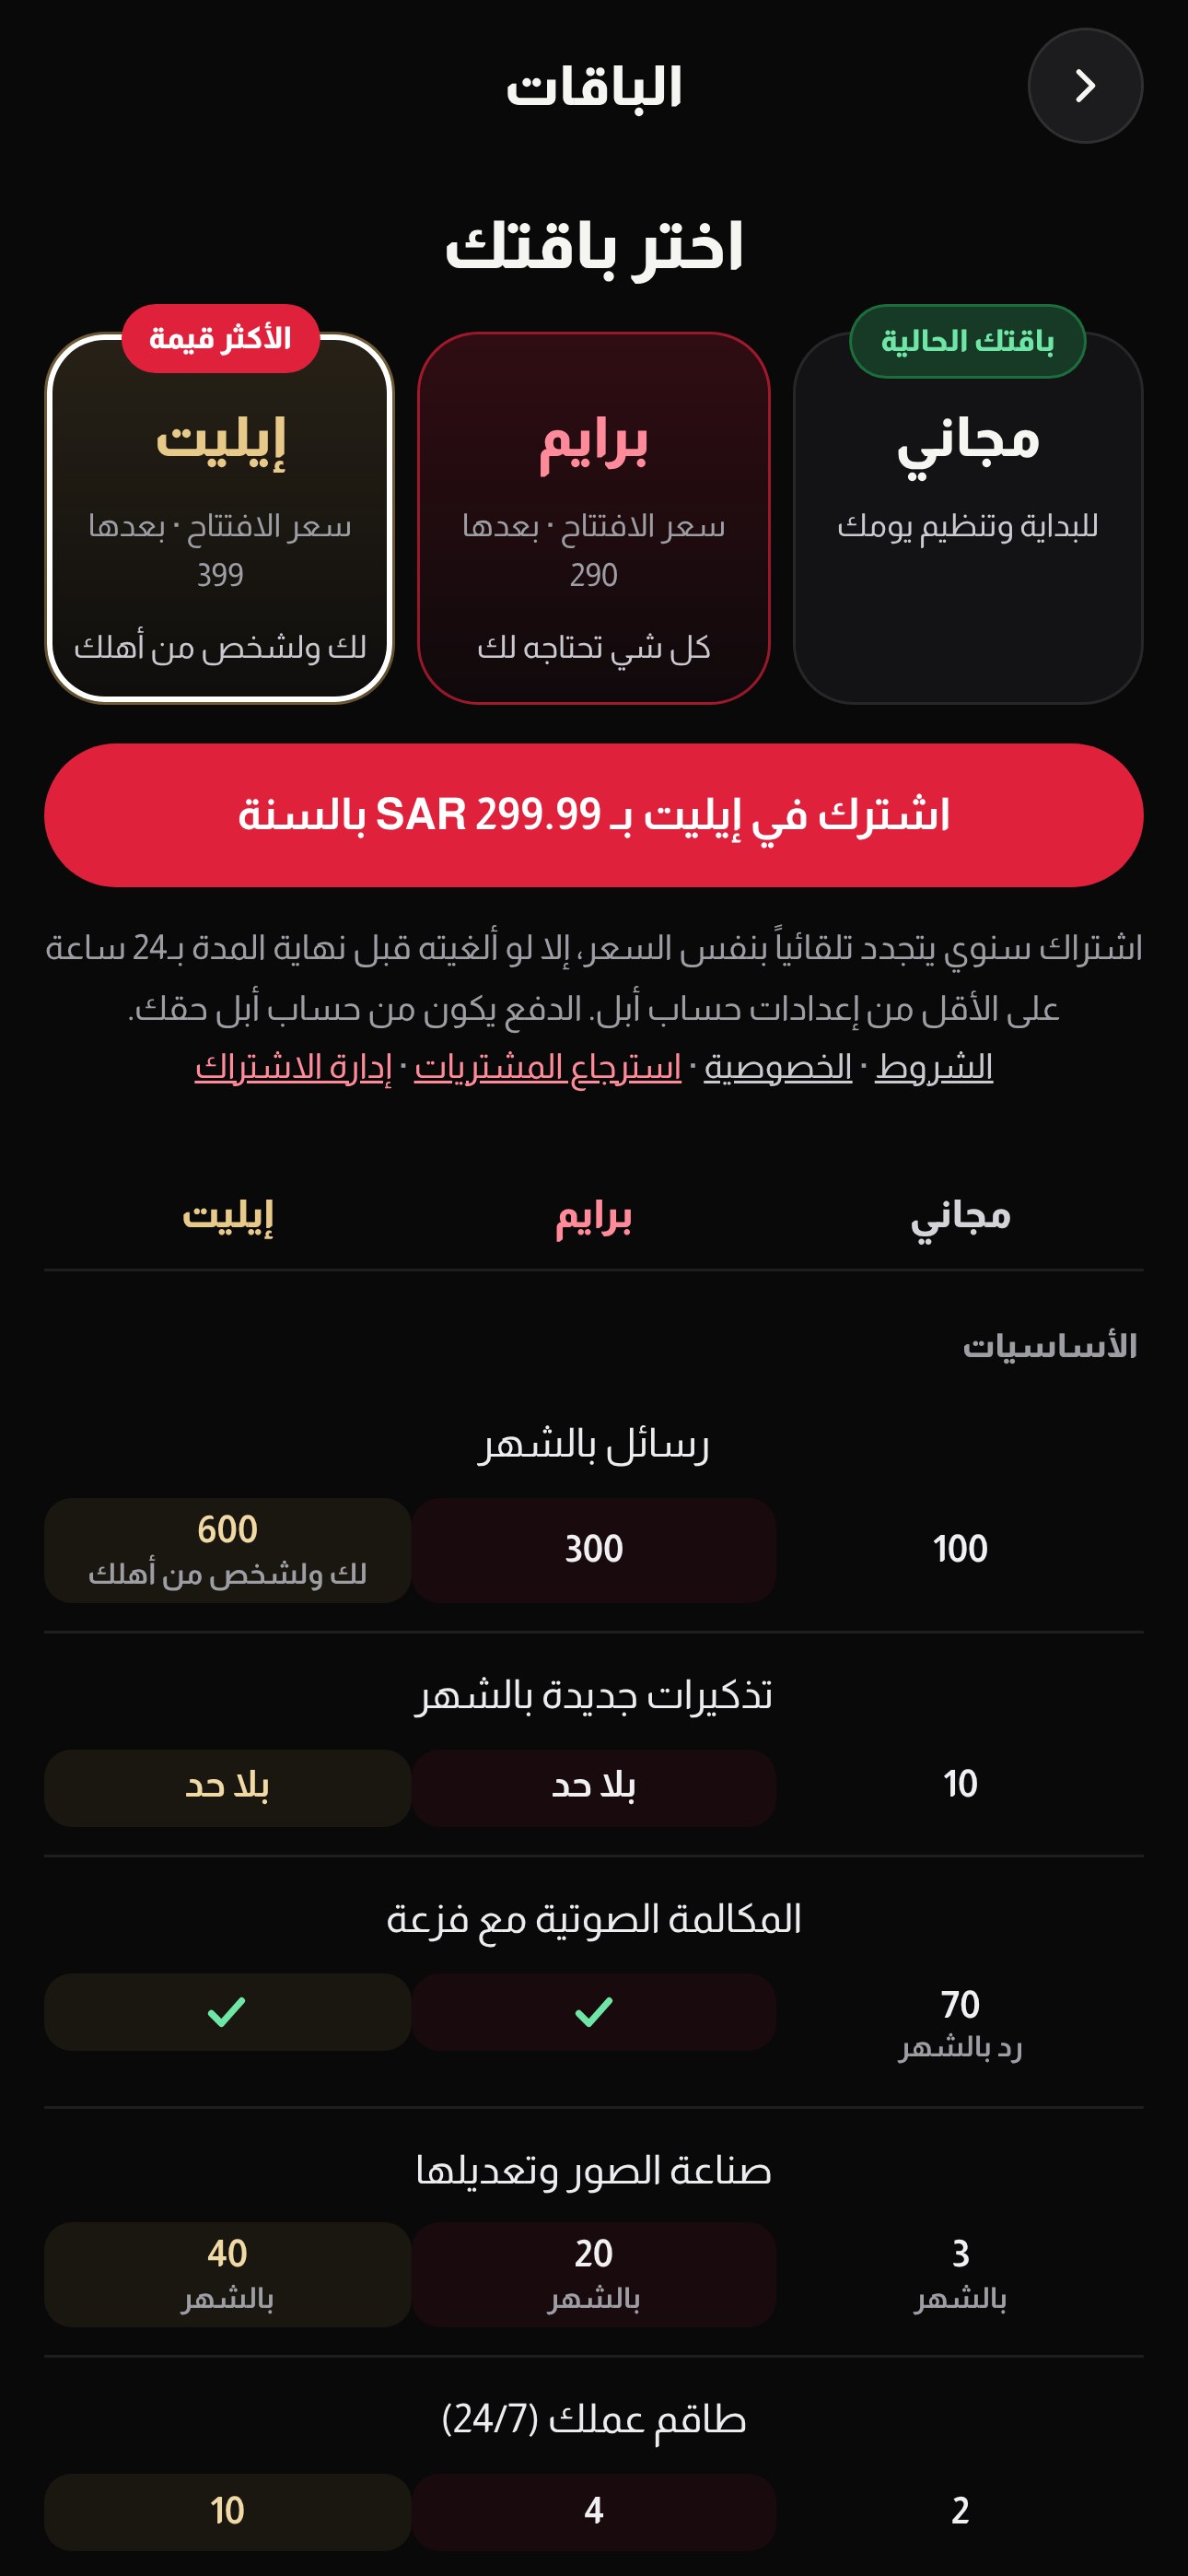 الباقات
اختر باقتك
باقتك الحالية
مجاني
للبداية وتنظيم يومك
برايم
سعر الافتتاح · بعدها
290
كل شي تحتاجه لك
الأكثر قيمة
إيليت
سعر الافتتاح · بعدها
399
لك ولشخص من أهلك
اشترك في إيليت بـ SAR 299.99 بالسنة
اشتراك سنوي يتجدد تلقائياً بنفس السعر، إلا لو ألغيته قبل نهاية المدة بـ24 ساعة
على الأقل من إعدادات حساب أبل. الدفع يكون من حساب أبل حقك.
الشروط · الخصوصية · استرجاع المشتريات · إدارة الاشتراك
مجاني برايم إيليت
الأساسيات
رسائل بالشهر
100 300 600
لك ولشخص من أهلك
تذكيرات جديدة بالشهر
10 بلا حد بلا حد
المكالمة الصوتية مع فزعة
70
رد بالشهر
صناعة الصور وتعديلها
3 20 40
بالشهر بالشهر بالشهر
طاقم عملك (24/7)
2 4 10